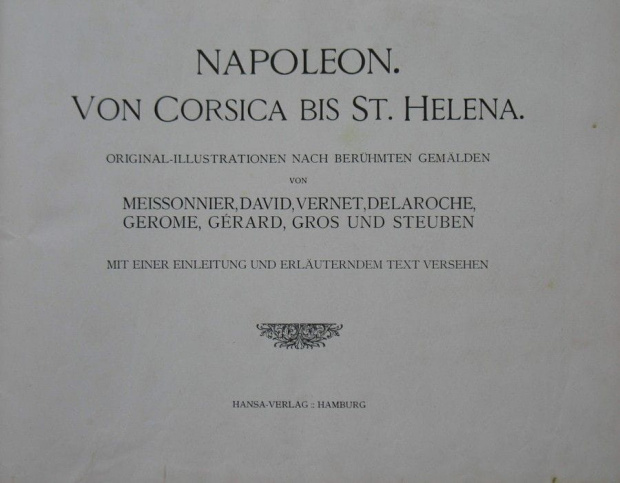 NAPOLEON.
VON CORSICA BIS ST. HELENA.
ORIGINAL-ILLUSTRATIONEN NACH BERÜHMTEN GEMÄLDEN
VON
MEISSONNIER, DAVID, VERNET, DELAROCHE,
GEROME, GÉRARD, GROS UND STEUBEN
MIT EINER EINLEITUNG UND ERLÄUTERNDEM TEXT VERSEHEN
HANSA-VERLAG :: HAMBURG